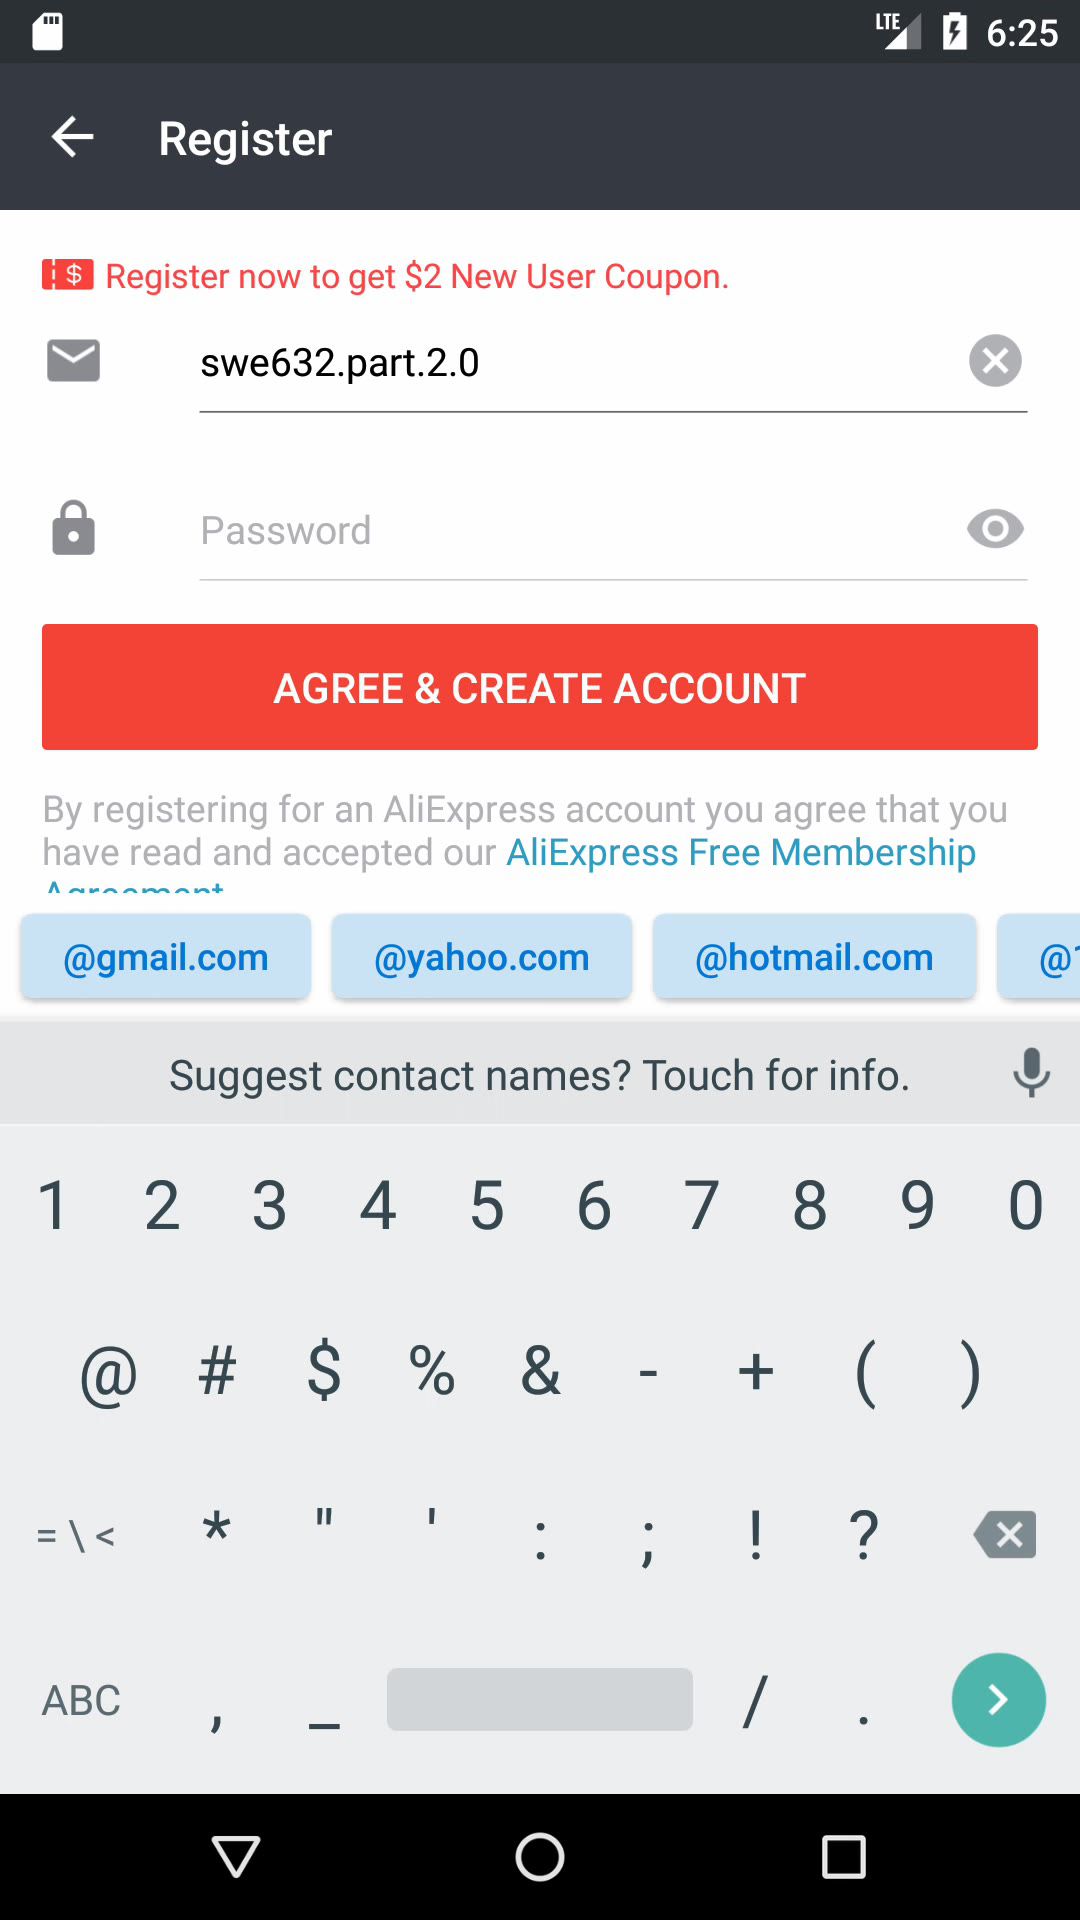 LTE 6:25
Register
$ Register now to get $2 New User Coupon.
swe632.part.2.0
Password
AGREE & CREATE ACCOUNT
By registering for an AliExpress account you agree that you
have read and accepted our AliExpress Free Membership
Agreement
@gmail.com @yahoo.com @hotmail.com @1
Suggest contact names? Touch for info.
1 2 3 4 5 6 7 8 9 0
@ # $ % & - + ( )
= \ < * " ' : ; ! ?
ABC , _ / .